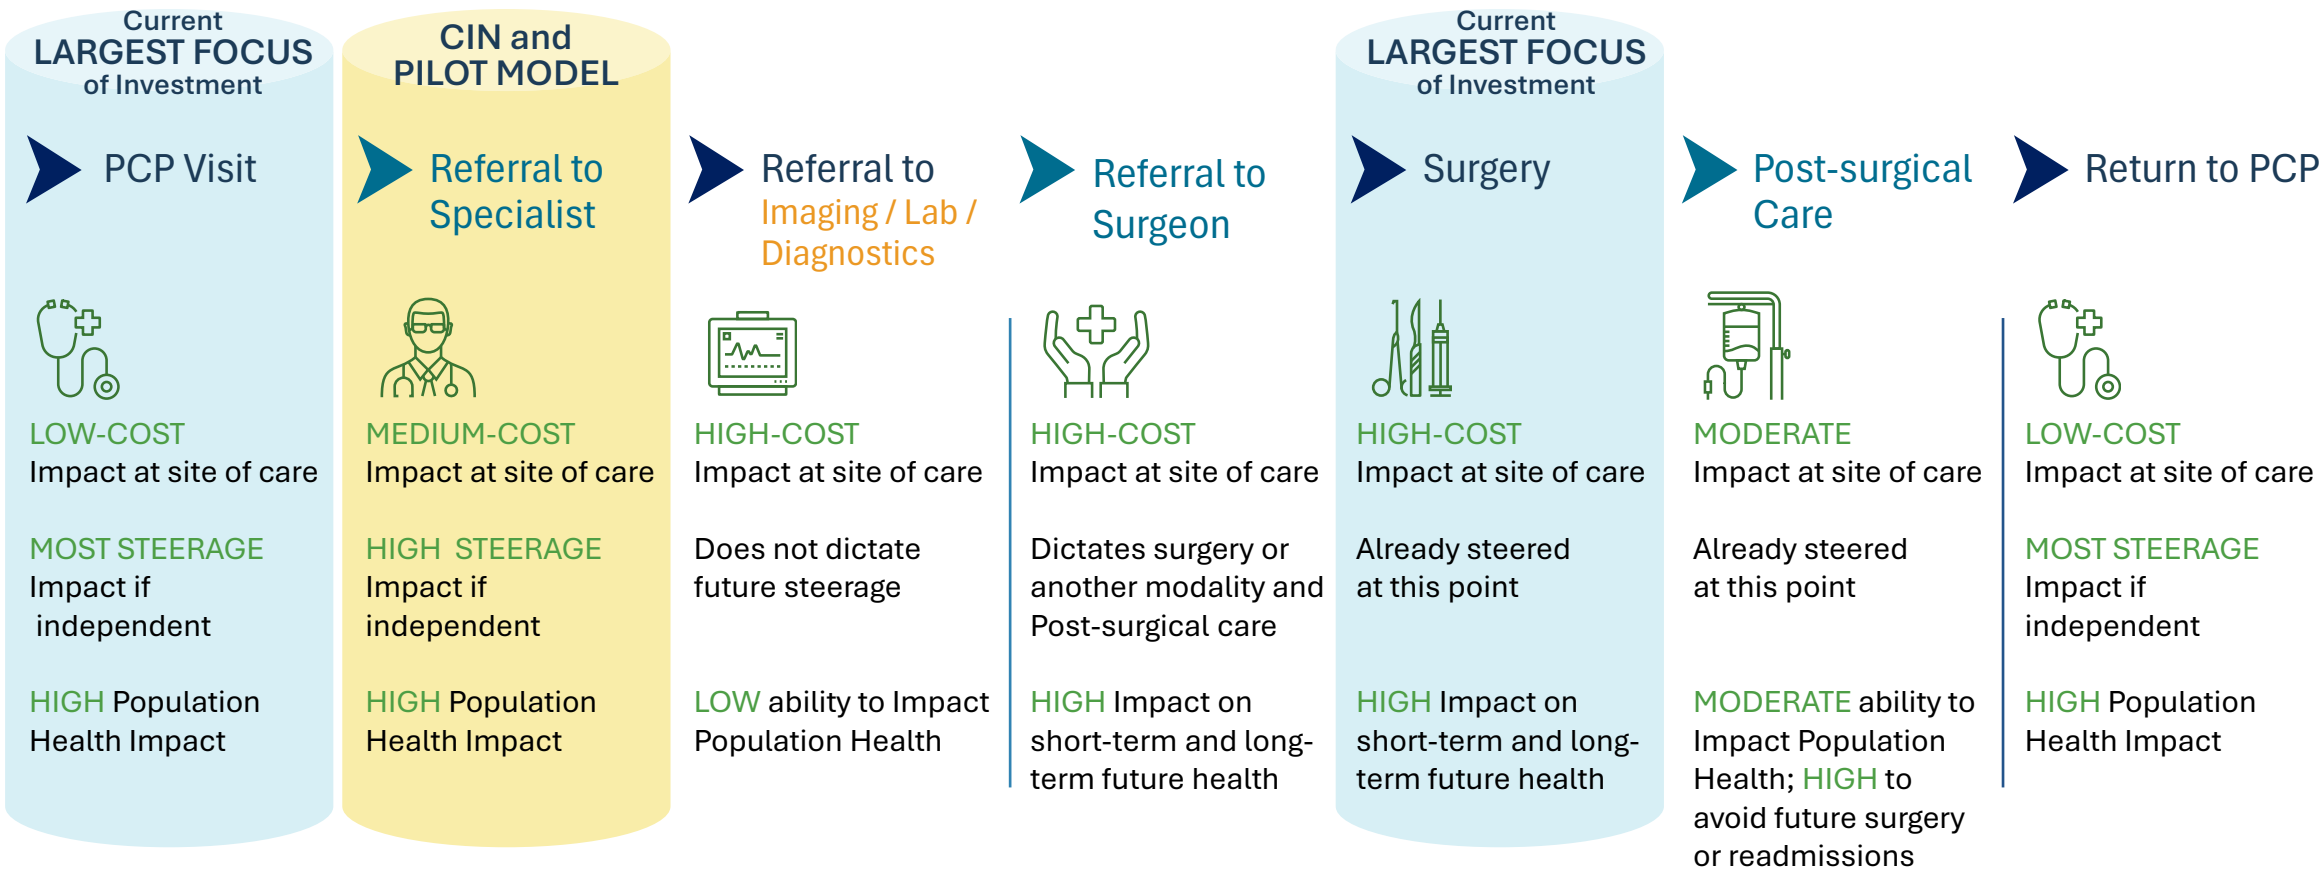 Current
LARGEST FOCUS
of Investment
PCP Visit
LOW-COST
Impact at site of care
MOST STEERAGE
Impact if
independent
HIGH Population
Health Impact
CIN and
PILOT MODEL
Referral to
Specialist
MEDIUM-COST
Impact at site of care
HIGH STEERAGE
Impact if
independent
HIGH Population
Health Impact
Referral to
Imaging / Lab /
Diagnostics
HIGH-COST
Impact at site of care
Does not dictate
future steerage
LOW ability to Impact
Population Health
Referral to
Surgeon
HIGH-COST
Impact at site of care
Dictates surgery or
another modality and
Post-surgical care
HIGH Impact on
short-term and long-
term future health
Current
LARGEST FOCUS
of Investment
Surgery
HIGH-COST
Impact at site of care
Already steered
at this point
HIGH Impact on
short-term and long-
term future health
Post-surgical
Care
MODERATE
Impact at site of care
Already steered
at this point
MODERATE ability to
Impact Population
Health; HIGH to
avoid future surgery
or readmissions
Return to PCP
LOW-COST
Impact at site of care
MOST STEERAGE
Impact if
independent
HIGH Population
Health Impact